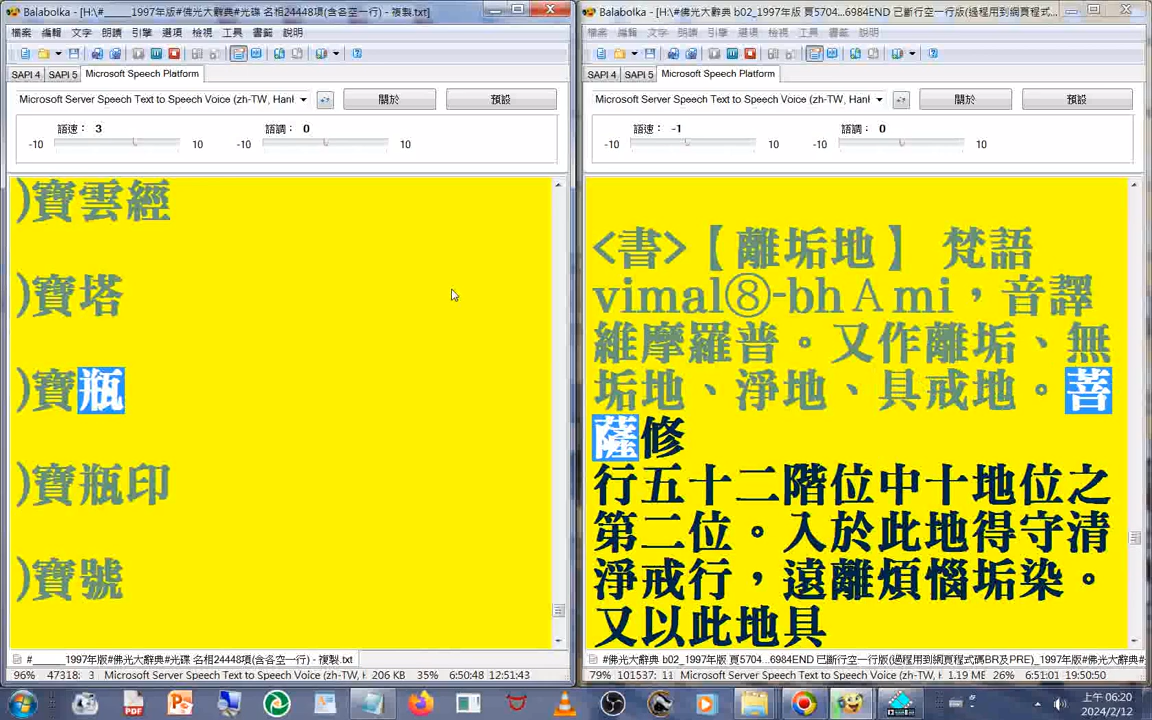 Balabolka - [H:\#_____1997年版#佛光大辭典#光碟 名相24448項(含各空一行) - 複製.txt]
檔案 編輯 文字 朗讀 引擎 選項 檢視 工具 書籤 說明
SAPI 4 SAPI 5 Microsoft Speech Platform
Microsoft Server Speech Text to Speech Voice (zh-TW, Han
關於 預設
語速： 3 語調： 0
-10 10 -10 10
)寶雲經
)寶塔
)寶瓶
)寶瓶印
)寶號
#_____1997年版#佛光大辭典#光碟 名相24448項(含各空一行) - 複製.txt
96% 47318: 3 Microsoft Server Speech Text to Speech Voice (zh-TW, H 206 KB 35% 6:50:48 12:51:43
Balabolka - [H:\#佛光大辭典 b02_1997年版 頁5704...6984END 已斷行空一行版(過程用到網頁程式...
檔案 編輯 文字 朗讀 引擎 選項 檢視 工具 書籤 說明
SAPI 4 SAPI 5 Microsoft Speech Platform
Microsoft Server Speech Text to Speech Voice (zh-TW, Han
關於 預設
語速： -1 語調： 0
-10 10 -10 10
<書>【離垢地】 梵語
vimal⑧-bhＡmi，音譯
維摩羅普。又作離垢、無
垢地、淨地、具戒地。菩
薩修
行五十二階位中十地位之
第二位。入於此地得守清
淨戒行，遠離煩惱垢染。
又以此地具
#佛光大辭典 b02_1997年版 頁5704...6984END 已斷行空一行版(過程用到網頁程式碼BR及PRE)_1997年版#
79% 101537: 11 Microsoft Server Speech Text to Speech Voice (zh-TW, H 1.19 ME 26% 6:51:01 19:50:50
上午 06:20
2024/2/12